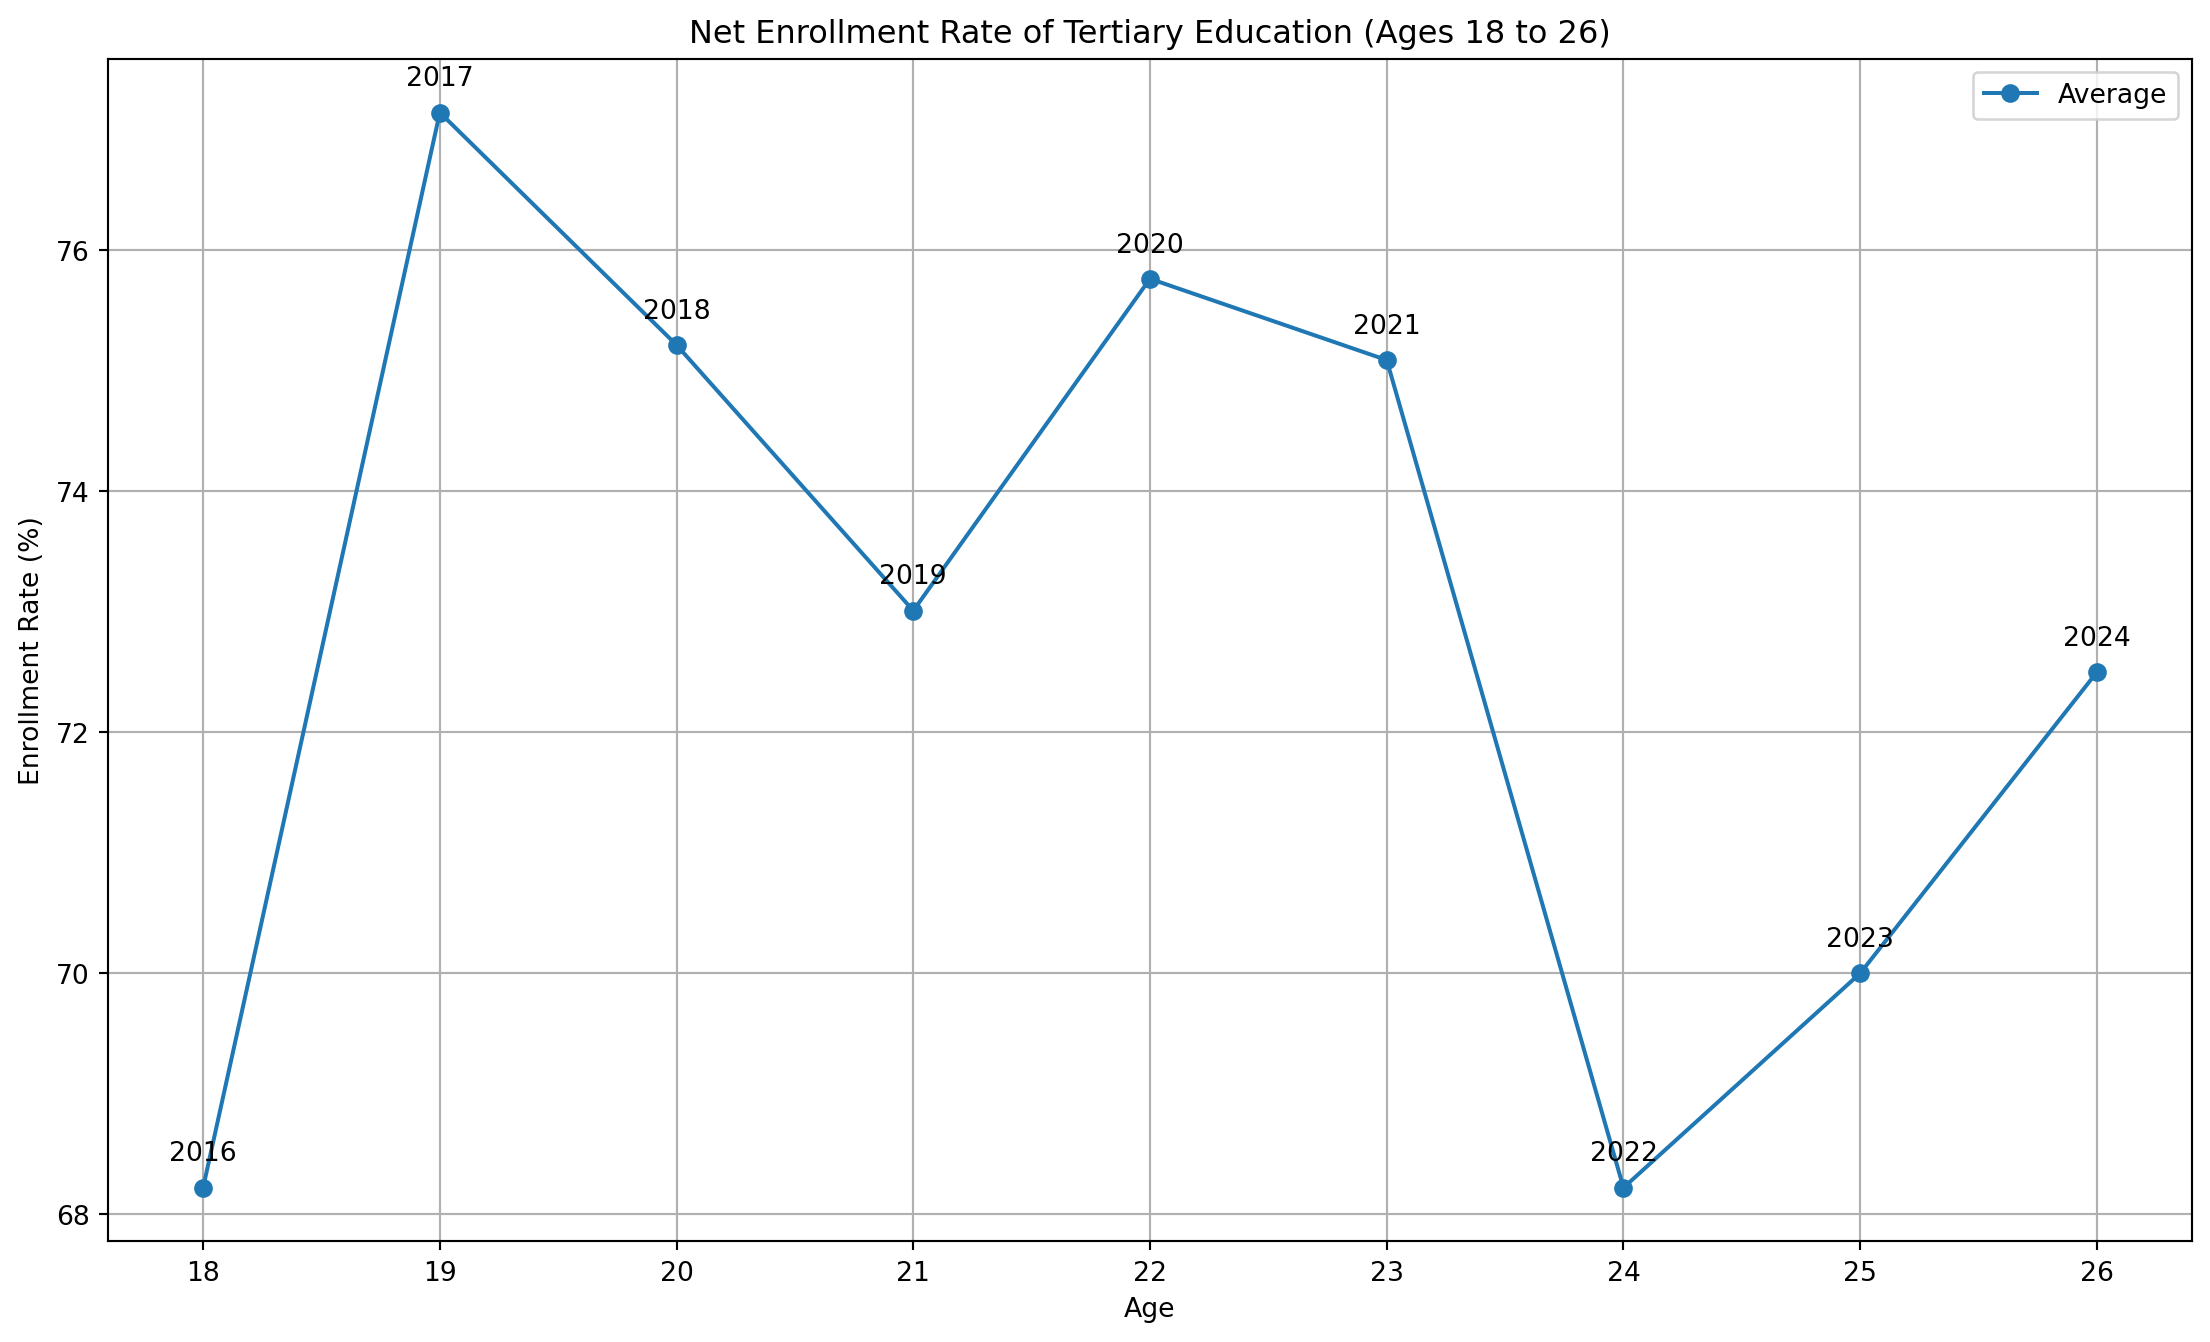 Net Enrollment Rate of Tertiary Education (Ages 18 to 26)
Average
2017
2020
2018
2021
2019
2024
2023
2016
2022
Enrollment Rate (%)
76
74
72
70
68
18 19 20 21 22 23 24 25 26
Age